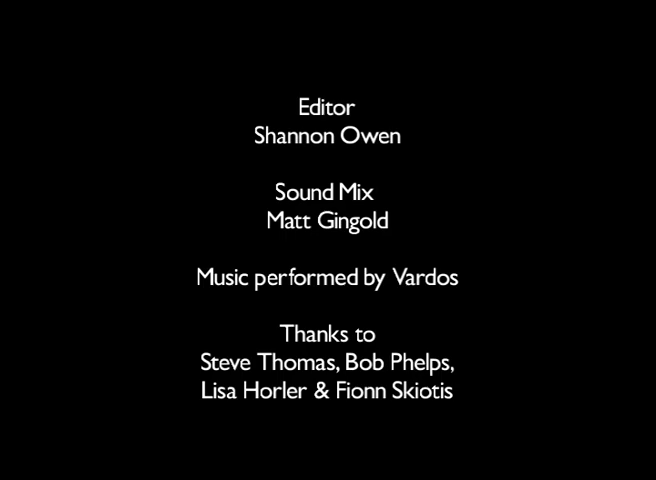 Editor
Shannon Owen
Sound Mix
Matt Gingold
Music performed by Vardos
Thanks to
Steve Thomas, Bob Phelps,
Lisa Horler & Fionn Skiotis